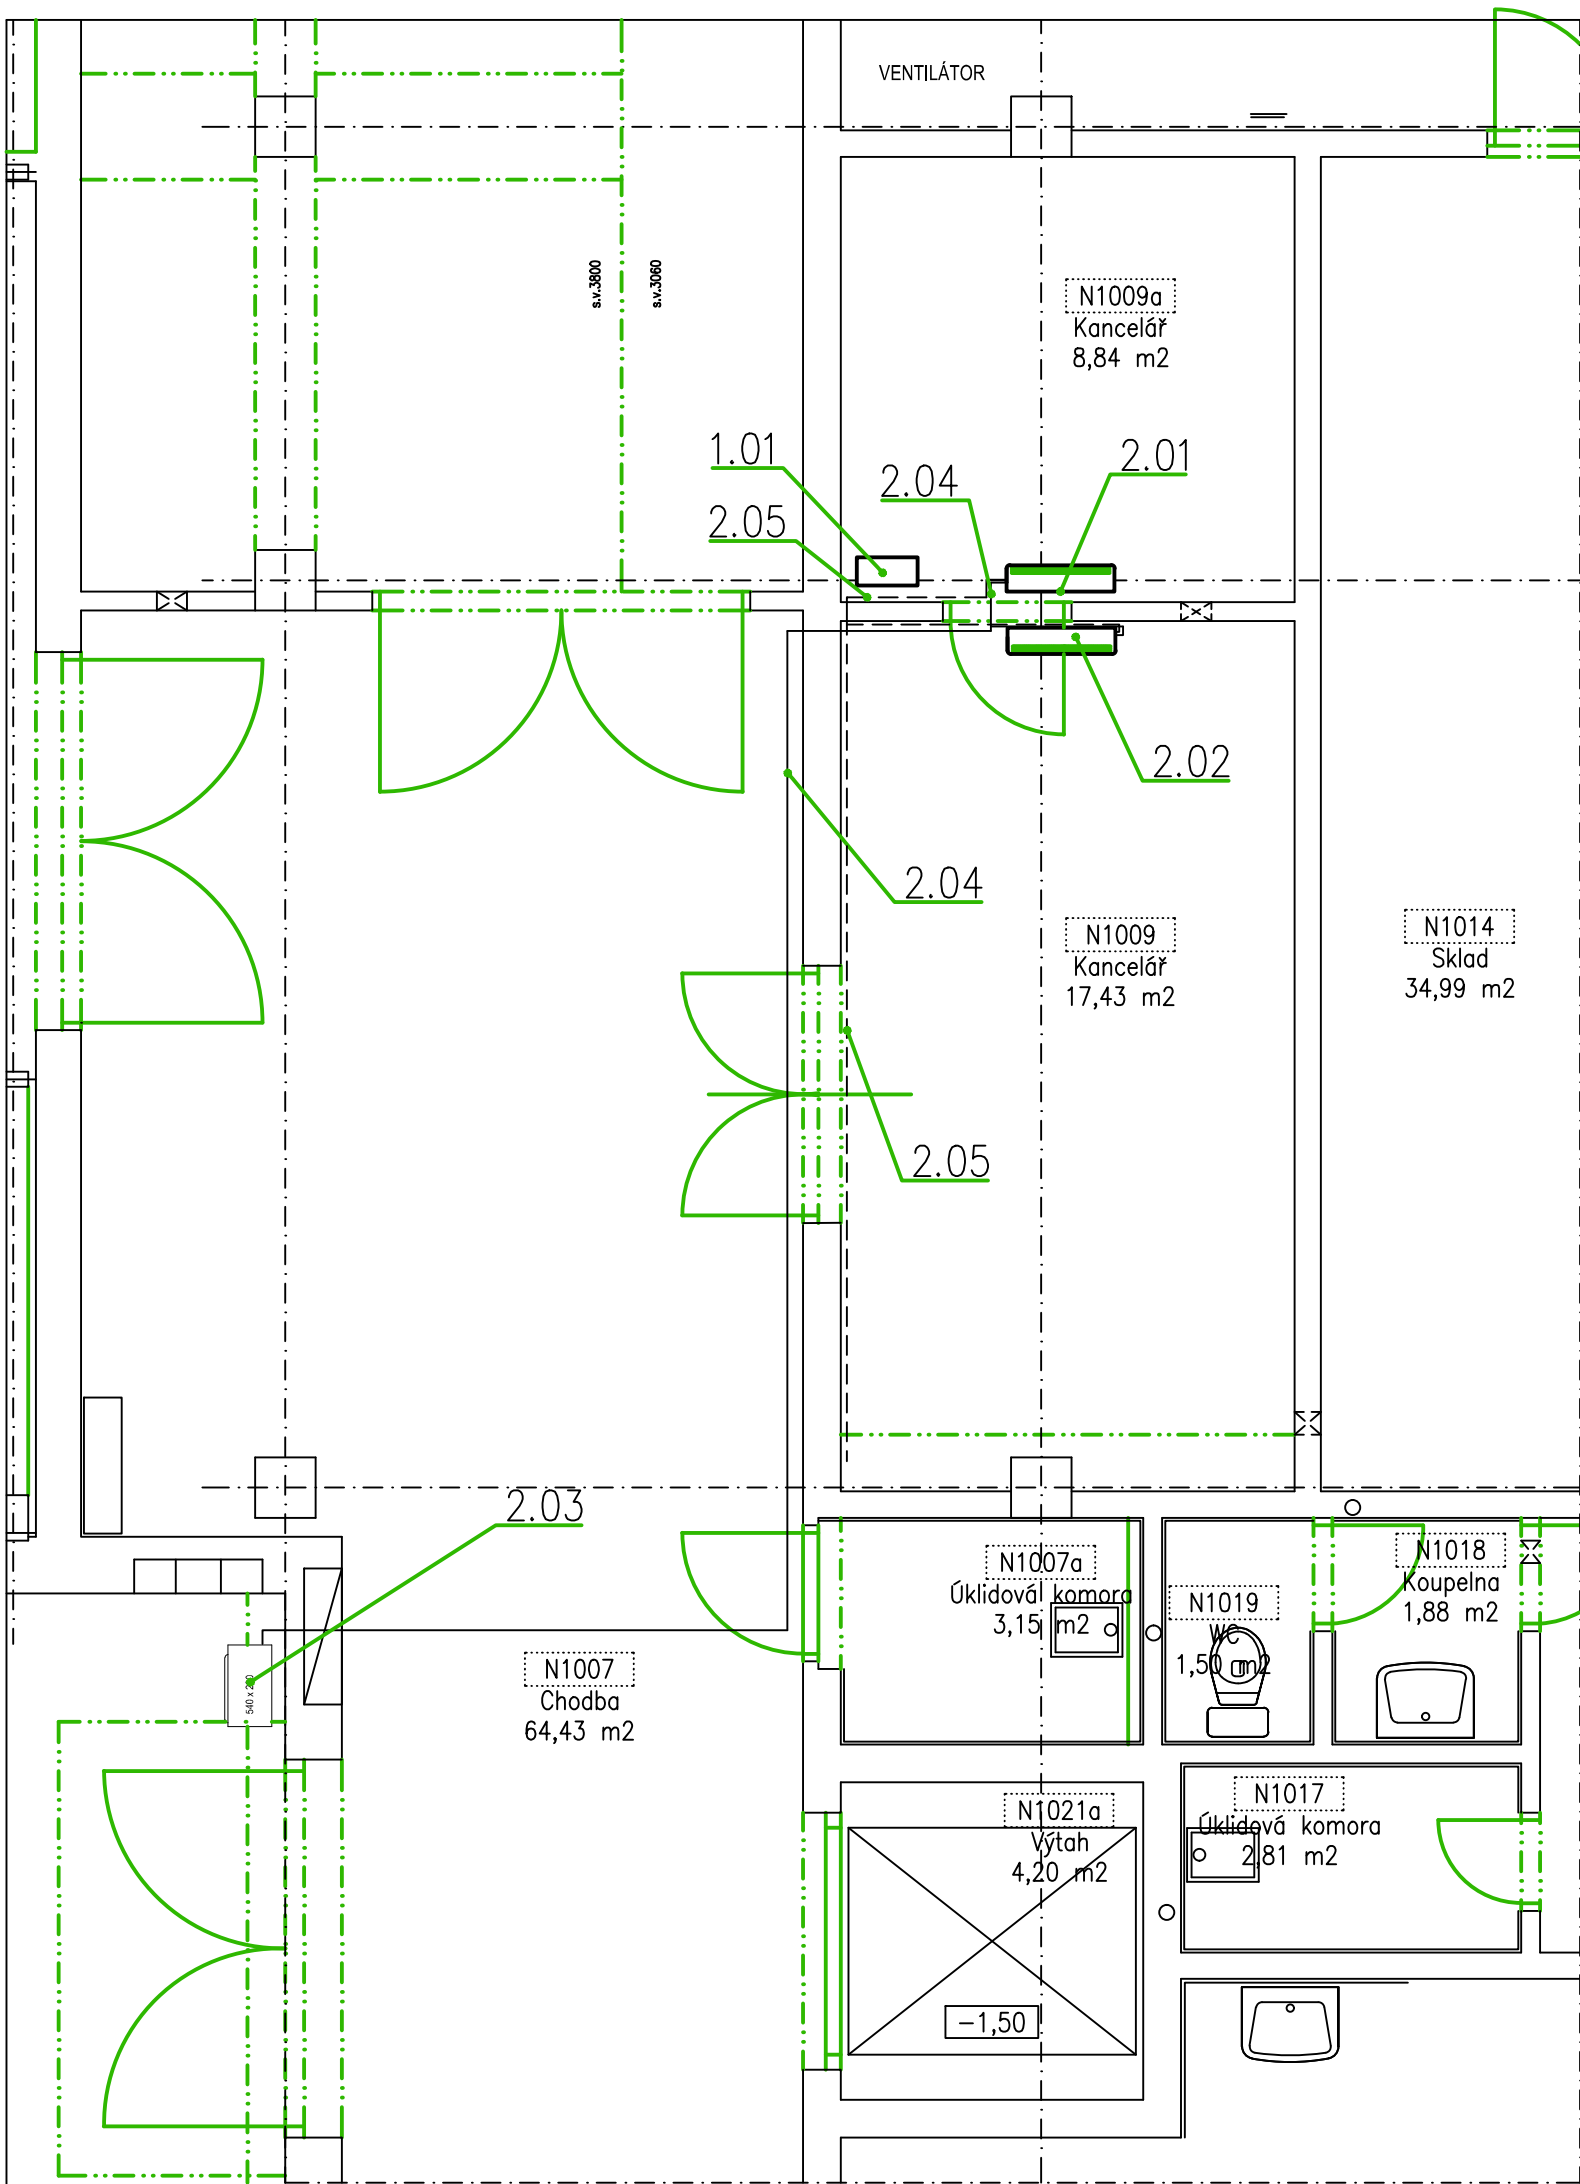 VENTILÁTOR
s.v.3800
s.v.3060
N1009a
Kancelář
8,84 m2
1.01
2.04
2.01
2.05
2.02
2.04
N1009
Kancelář
17,43 m2
N1014
Sklad
34,99 m2
2.05
2.03
N1007a
Úklidová komora
3,15 m2
N1018
Koupelna
1,88 m2
N1019
WC
1,50 m2
N1007
Chodba
64,43 m2
N1021a
Výtah
4,20 m2
N1017
Úklidová komora
2,81 m2
-1,50